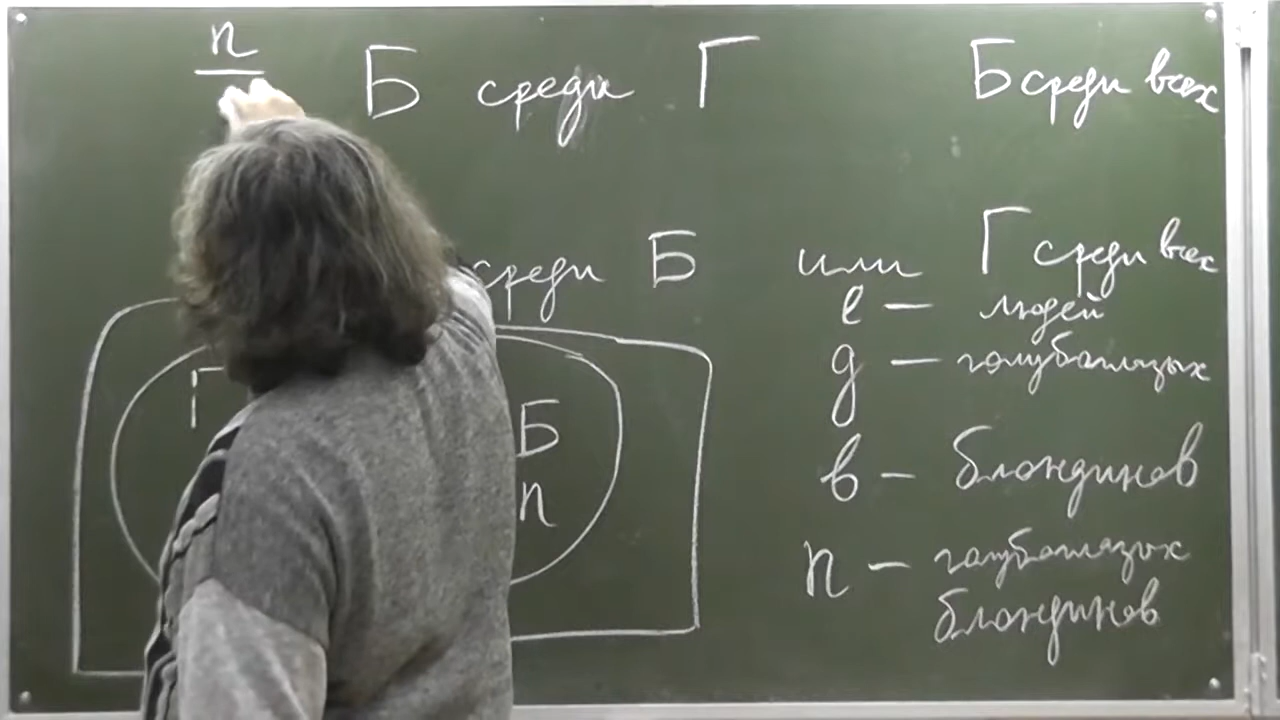 n
Б среди Г
Б среди всех
среди Б
или Г среди всех
l — людей
g — голубоглазых
в — блондинов
n — голубоглазых
блондинов
Г
Б
n